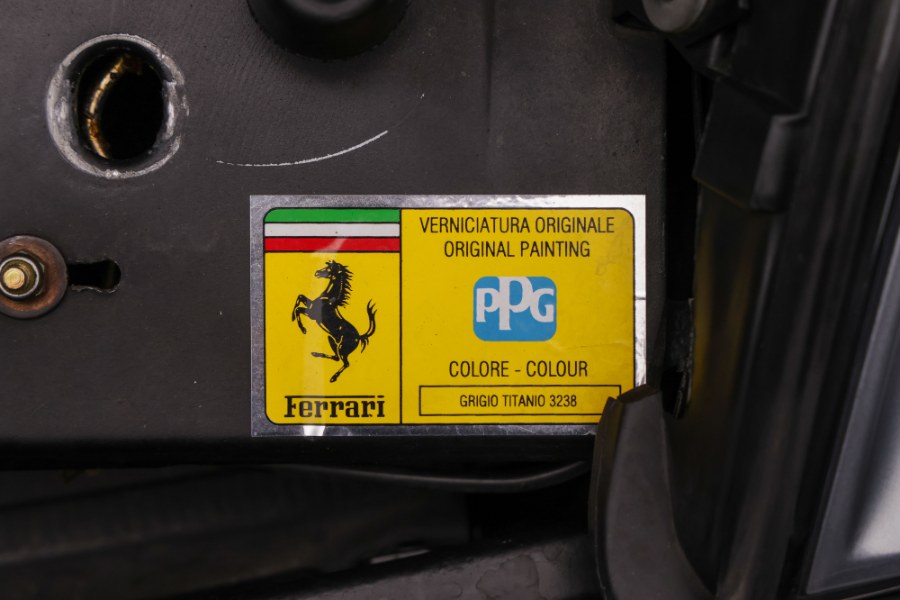 VERNICIATURA ORIGINALE
ORIGINAL PAINTING
PPG
COLORE - COLOUR
GRIGIO TITANIO 3238
Ferrari